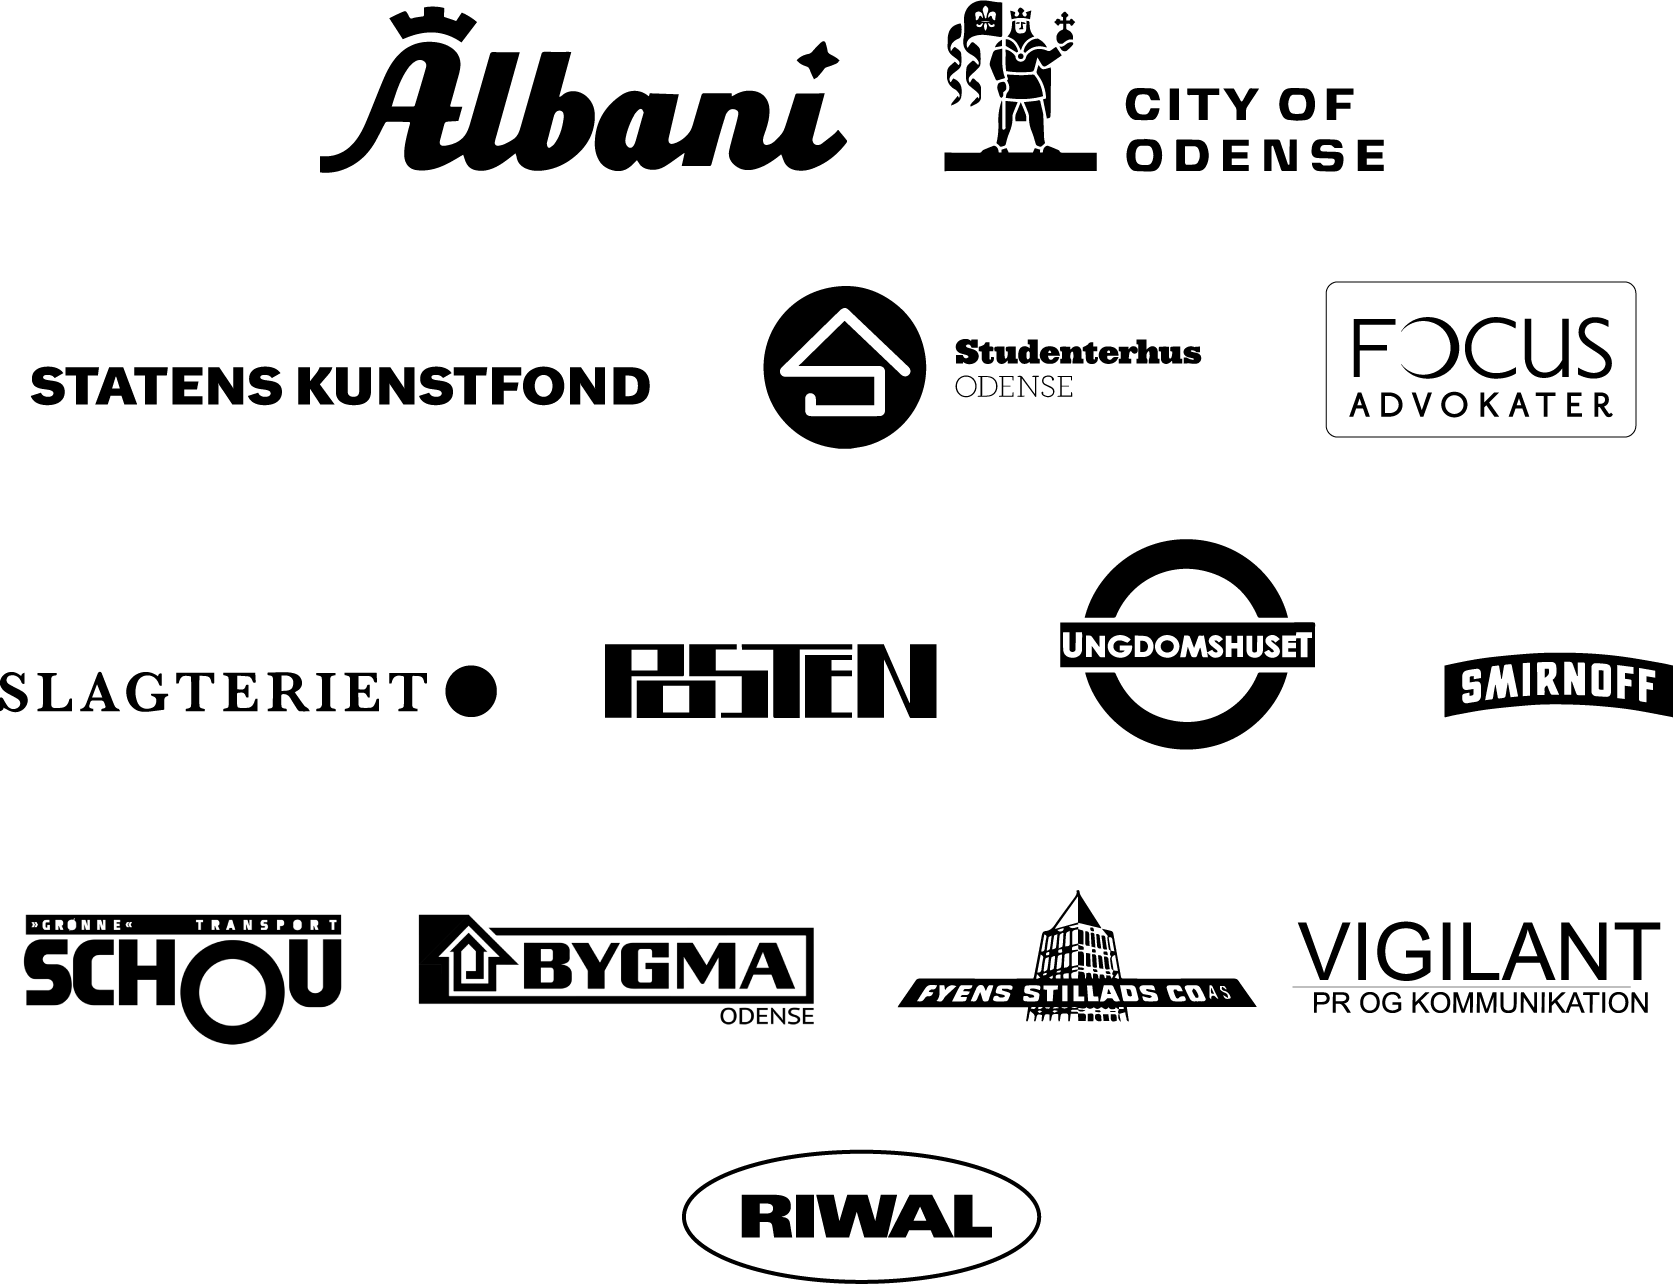 Albani
CITY OF
ODENSE
STATENS KUNSTFOND
Studenterhus
ODENSE
FOCUS
ADVOKATER
SLAGTERIET
POSTEN
UNGDOMSHUSET
SMIRNOFF
»GRØNNE« TRANSPORT
SCHOU
BYGMA
ODENSE
FYENS STILLADS CO AS
VIGILANT
PR OG KOMMUNIKATION
RIWAL